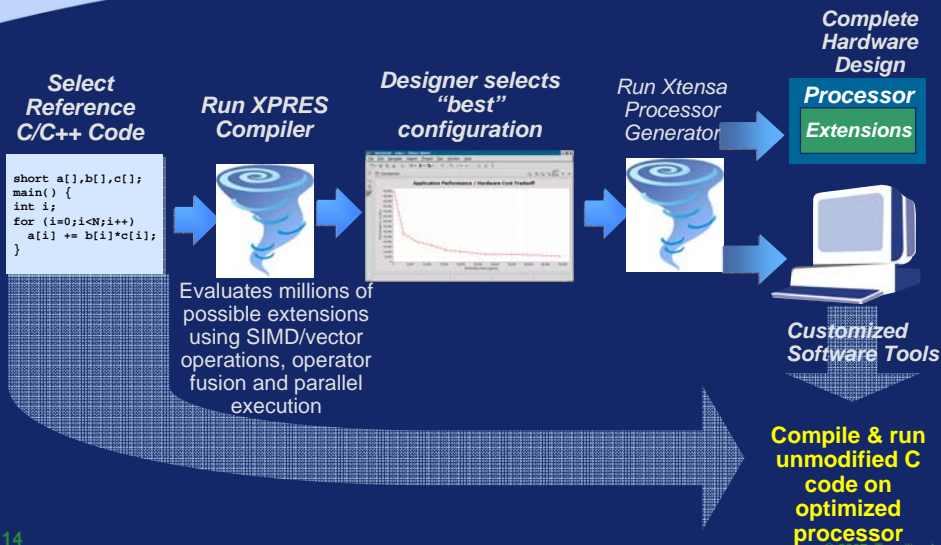 Complete
Hardware
Design
Select
Reference
C/C++ Code
Run XPRES
Compiler
Designer selects
“best”
configuration
Run Xtensa
Processor
Generator
Processor
Extensions
short a[],b[],c[];
main() {
int i;
for (i=0;i<N;i++)
a[i] += b[i]*c[i];
}
Application Performance / Hardware Cost Tradeoff
Evaluates millions of
possible extensions
using SIMD/vector
operations, operator
fusion and parallel
execution
Customized
Software Tools
Compile & run
unmodified C
code on
optimized
processor
14